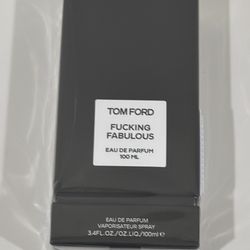 TOM FORD
FUCKING
FABULOUS
EAU DE PARFUM
100 ML
EAU DE PARFUM
VAPORISATEUR SPRAY
3.4FL.OZ./OZ.LIQ./100ml℮